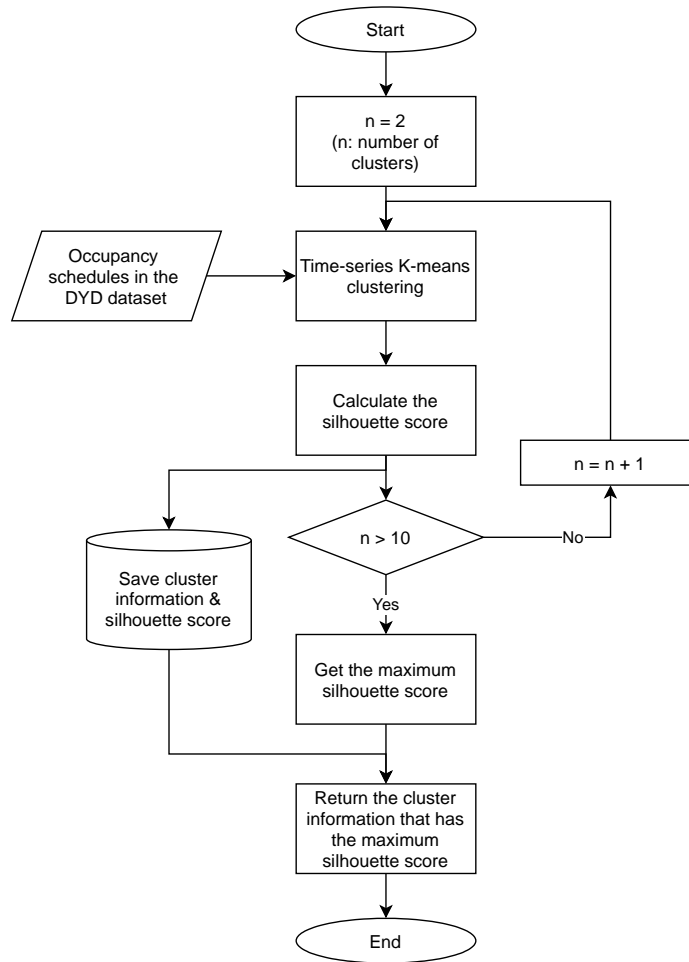 Start
n = 2
(n: number of
clusters)
Occupancy
schedules in the
DYD dataset
Time-series K-means
clustering
Calculate the
silhouette score
n = n + 1
n > 10
No
Save cluster
information &
silhouette score
Yes
Get the maximum
silhouette score
Return the cluster
information that has
the maximum
silhouette score
End